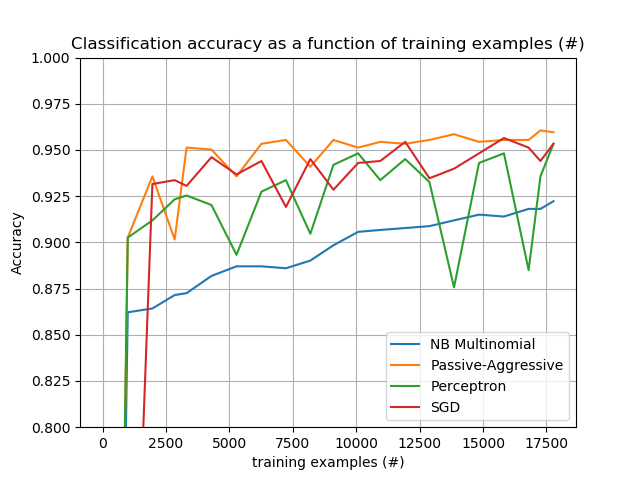 Classification accuracy as a function of training examples (#)
1.000
0.975
0.950
0.925
0.900
0.875
0.850
0.825
0.800
Accuracy
NB Multinomial
Passive-Aggressive
Perceptron
SGD
0 2500 5000 7500 10000 12500 15000 17500
training examples (#)